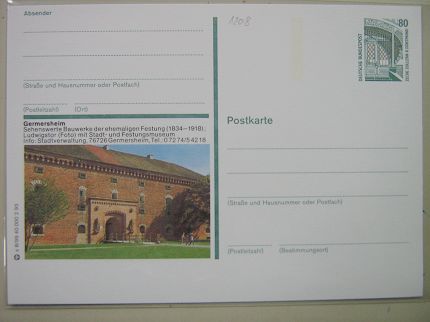 Absender
1208
80
DEUTSCHE BUNDESPOST
(Straße und Hausnummer oder Postfach)
(Postleitzahl) (Ort)
Germersheim
Sehenswerte Bauwerke der ehemaligen Festung (1834–1918);
Ludwigstor (Foto) mit Stadt- und Festungsmuseum
Info: Stadtverwaltung, 76726 Germersheim, Tel.: 07274/54218
Postkarte
(Straße und Hausnummer oder Postfach)
(Postleitzahl) (Bestimmungsort)